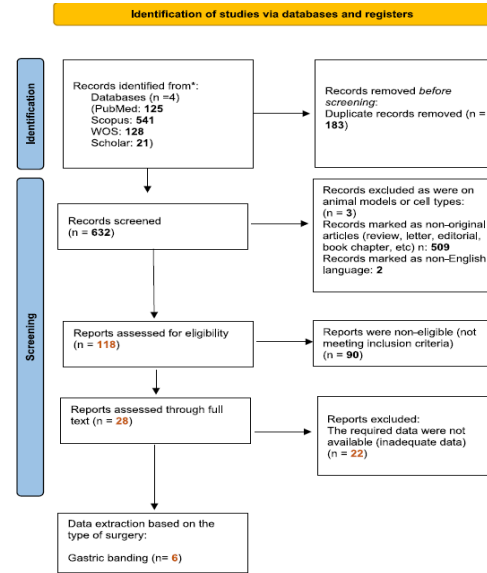 Identification of studies via databases and registers
Identification
Records identified from*:
Databases (n =4)
(PubMed: 125
Scopus: 541
WOS: 128
Scholar: 21)
Records removed before
screening:
Duplicate records removed (n =
183)
Screening
Records screened
(n = 632)
Records excluded as were on
animal models or cell types:
(n = 3)
Records marked as non-original
articles (review, letter, editorial,
book chapter, etc) n: 509
Records marked as non-English
language: 2
Reports assessed for eligibility
(n = 118)
Reports were non-eligible (not
meeting inclusion criteria)
(n = 90)
Reports assessed through full
text (n = 28)
Reports excluded:
The required data were not
available (inadequate data)
(n = 22)
Data extraction based on the
type of surgery:
Gastric banding (n= 6)